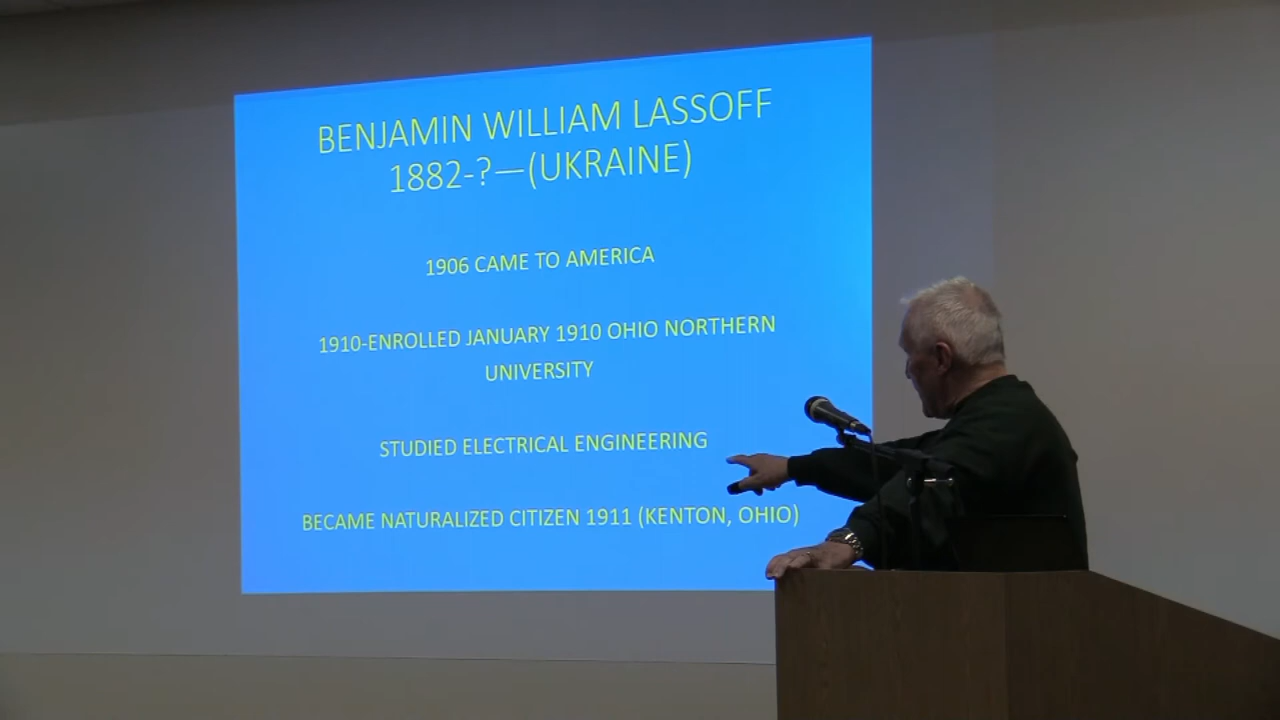 BENJAMIN WILLIAM LASSOFF
1882-?—(UKRAINE)
1906 CAME TO AMERICA
1910-ENROLLED JANUARY 1910 OHIO NORTHERN
UNIVERSITY
STUDIED ELECTRICAL ENGINEERING
BECAME NATURALIZED CITIZEN 1911 (KENTON, OHIO)